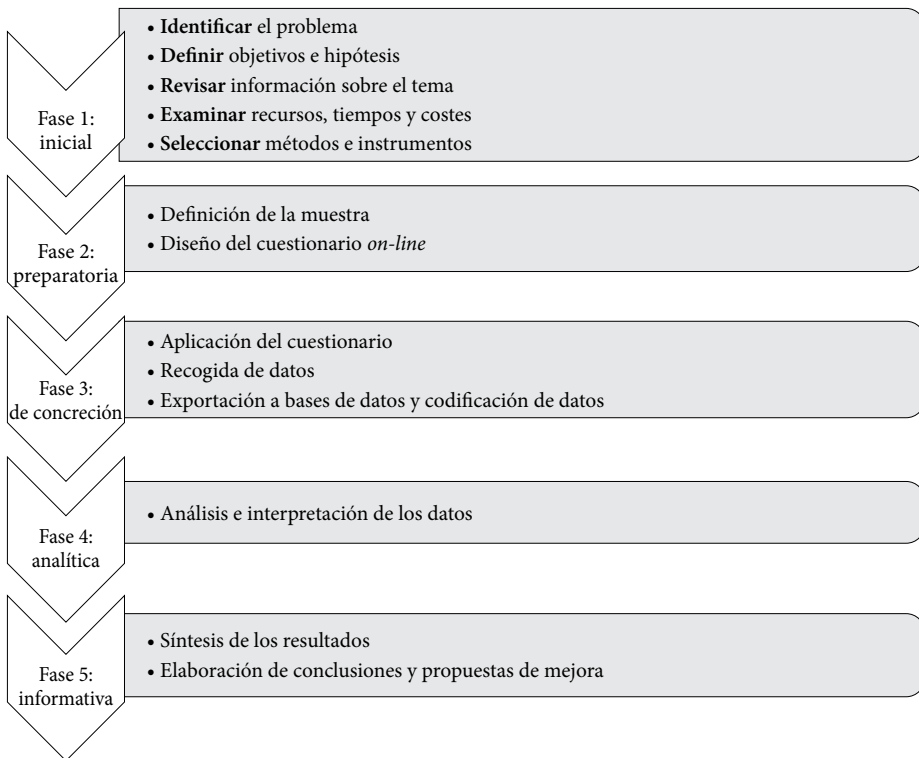 Fase 1:
inicial
• Identificar el problema
• Definir objetivos e hipótesis
• Revisar información sobre el tema
• Examinar recursos, tiempos y costes
• Seleccionar métodos e instrumentos
Fase 2:
preparatoria
• Definición de la muestra
• Diseño del cuestionario on-line
Fase 3:
de concreción
• Aplicación del cuestionario
• Recogida de datos
• Exportación a bases de datos y codificación de datos
Fase 4:
analítica
• Análisis e interpretación de los datos
Fase 5:
informativa
• Síntesis de los resultados
• Elaboración de conclusiones y propuestas de mejora